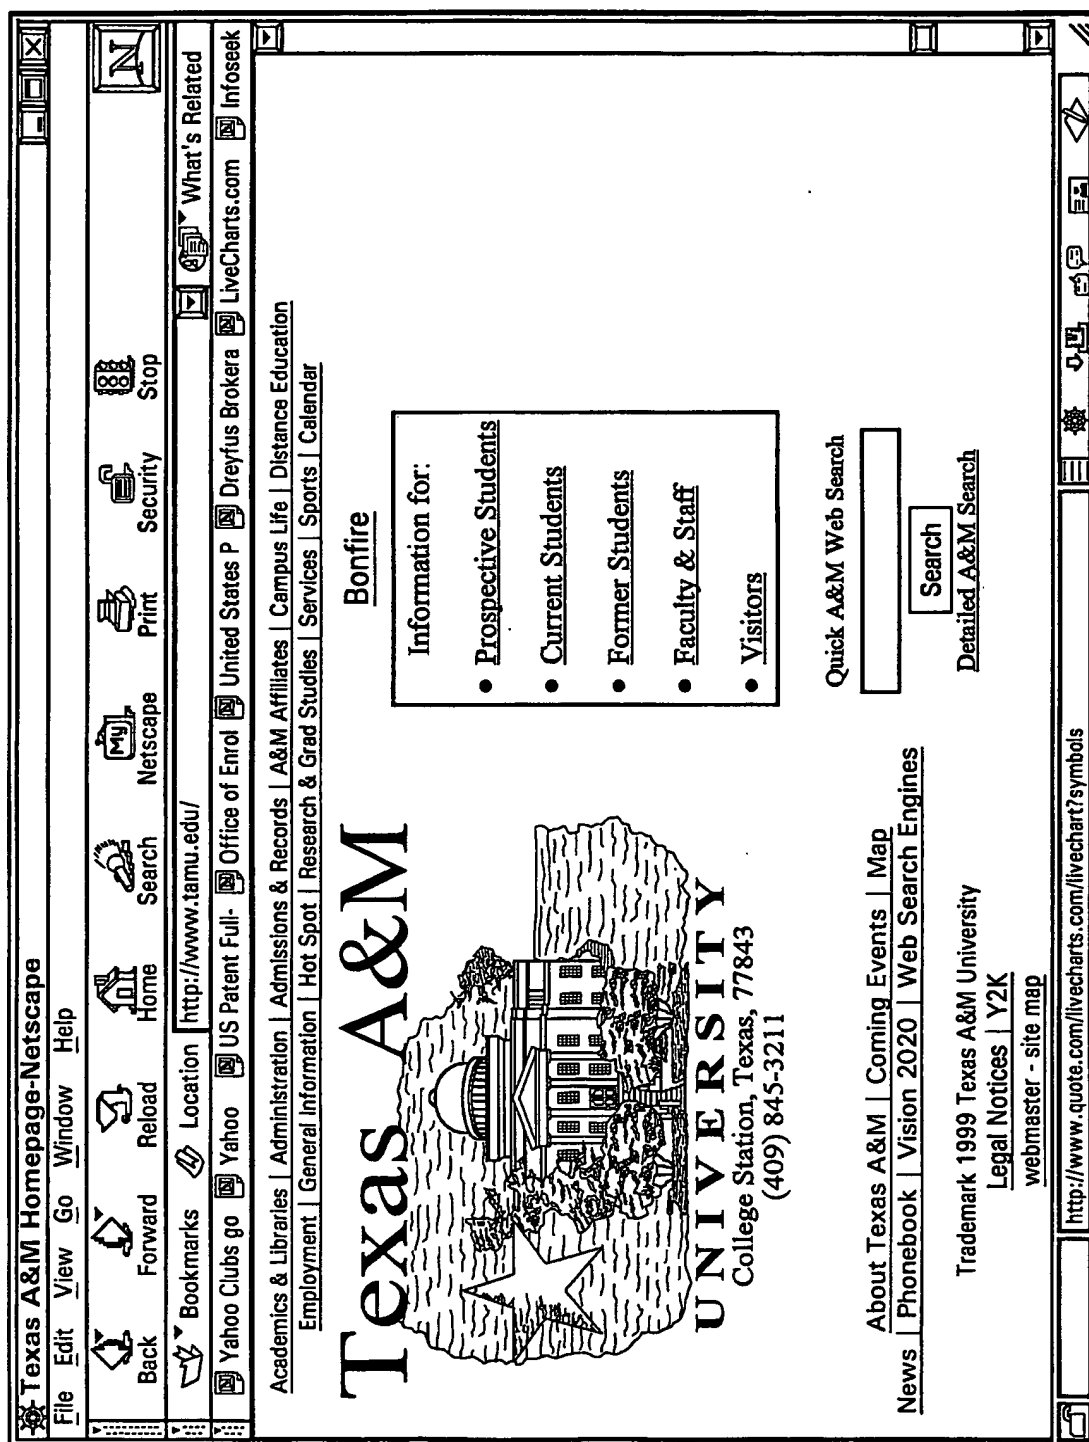 Texas A&M Homepage-Netscape
File Edit View Go Window Help
Back Forward Reload Home Search Netscape Print Security Stop
My
N
Bookmarks Location http://www.tamu.edu/ What's Related
Yahoo Clubs go Yahoo US Patent Full- Office of Enrol United States P Dreyfus Brokera LiveCharts.com Infoseek
Academics & Libraries | Administration | Admissions & Records | A&M Affiliates | Campus Life | Distance Education
Employment | General Information | Hot Spot | Research & Grad Studies | Services | Sports | Calendar
Texas A&M
UNIVERSITY
College Station, Texas, 77843
(409) 845-3211
Bonfire
Information for:
• Prospective Students
• Current Students
• Former Students
• Faculty & Staff
• Visitors
Quick A&M Web Search
Search
Detailed A&M Search
About Texas A&M | Coming Events | Map
News | Phonebook | Vision 2020 | Web Search Engines
Trademark 1999 Texas A&M University
Legal Notices | Y2K
webmaster - site map
http://www.quote.com/livecharts.com/livechart?symbols